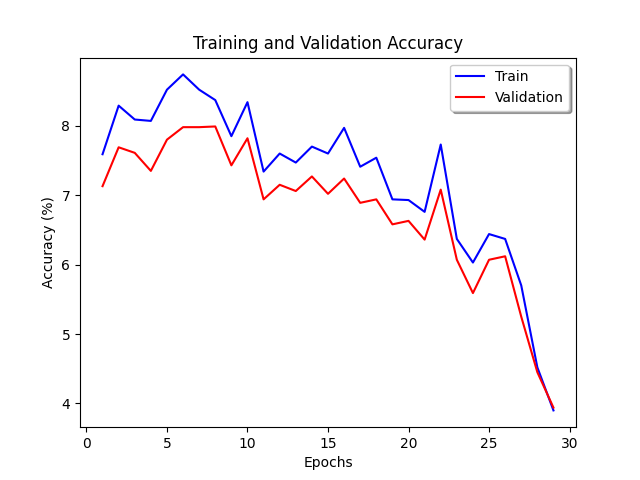 Training and Validation Accuracy
Train
Validation
8
7
6
5
4
Accuracy (%)
0 5 10 15 20 25 30
Epochs